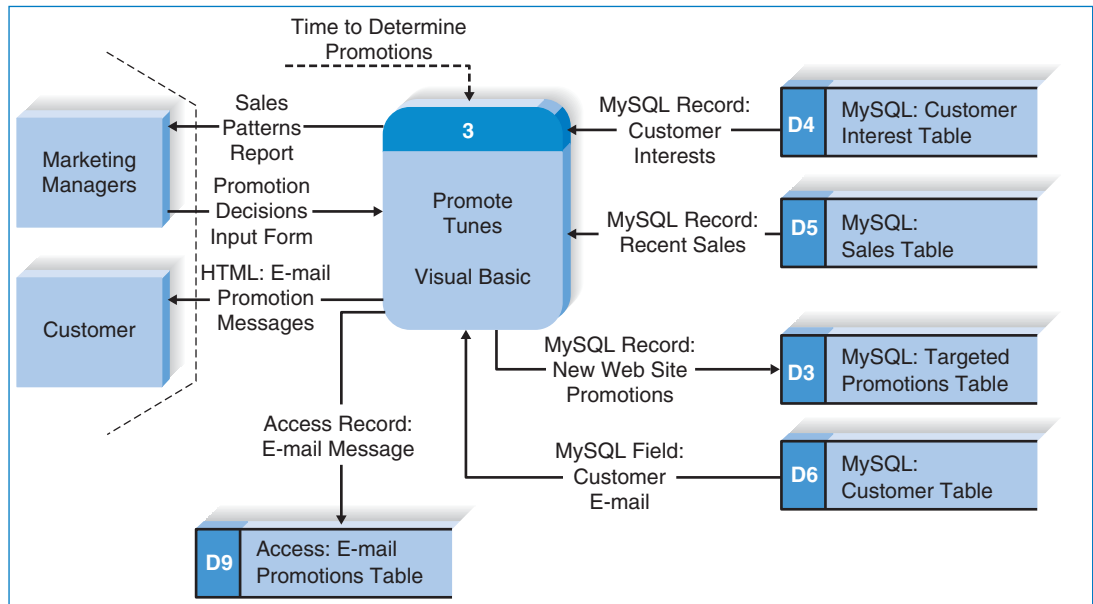 Time to Determine
Promotions
Marketing
Managers
Sales
Patterns
Report
Promotion
Decisions
Input Form
Customer
HTML: E-mail
Promotion
Messages
3
Promote
Tunes
Visual Basic
MySQL Record:
Customer
Interests
D4
MySQL: Customer
Interest Table
MySQL Record:
Recent Sales
D5
MySQL:
Sales Table
MySQL Record:
New Web Site
Promotions
D3
MySQL: Targeted
Promotions Table
MySQL Field:
Customer
E-mail
D6
MySQL:
Customer Table
Access Record:
E-mail Message
D9
Access: E-mail
Promotions Table